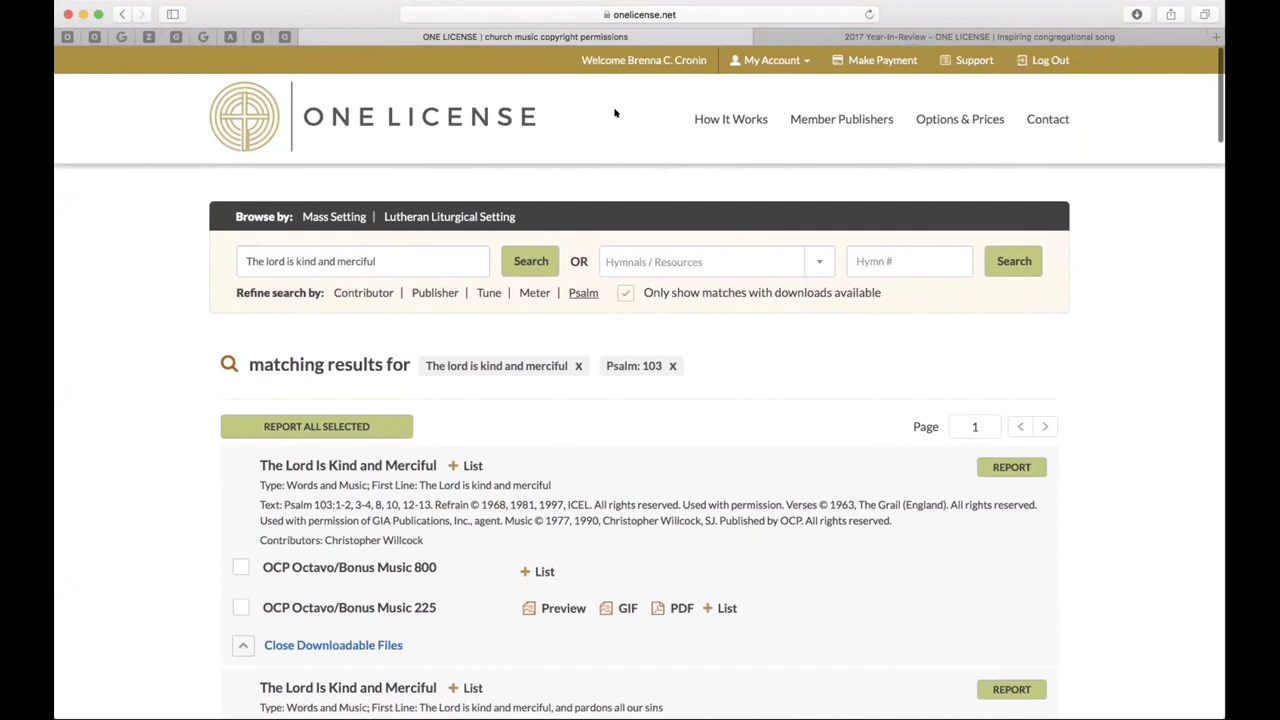 onelicense.net
ONE LICENSE | church music copyright permissions
2017 Year-In-Review – ONE LICENSE | Inspiring congregational song
Welcome Brenna C. Cronin
My Account
Make Payment
Support
Log Out
ONE LICENSE
How It Works
Member Publishers
Options & Prices
Contact
Browse by: Mass Setting | Lutheran Liturgical Setting
The lord is kind and merciful
Search
OR
Hymnals / Resources
Hymn #
Search
Refine search by: Contributor | Publisher | Tune | Meter | Psalm
Only show matches with downloads available
matching results for
The lord is kind and merciful x
Psalm: 103 x
REPORT ALL SELECTED
Page 1 < >
The Lord Is Kind and Merciful + List
REPORT
Type: Words and Music; First Line: The Lord is kind and merciful
Text: Psalm 103:1-2, 3-4, 8, 10, 12-13. Refrain © 1968, 1981, 1997, ICEL. All rights reserved. Used with permission. Verses © 1963, The Grail (England). All rights reserved.
Used with permission of GIA Publications, Inc., agent. Music © 1977, 1990, Christopher Willcock, SJ. Published by OCP. All rights reserved.
Contributors: Christopher Willcock
OCP Octavo/Bonus Music 800
+ List
OCP Octavo/Bonus Music 225
Preview GIF PDF + List
Close Downloadable Files
The Lord Is Kind and Merciful + List
REPORT
Type: Words and Music; First Line: The Lord is kind and merciful, and pardons all our sins